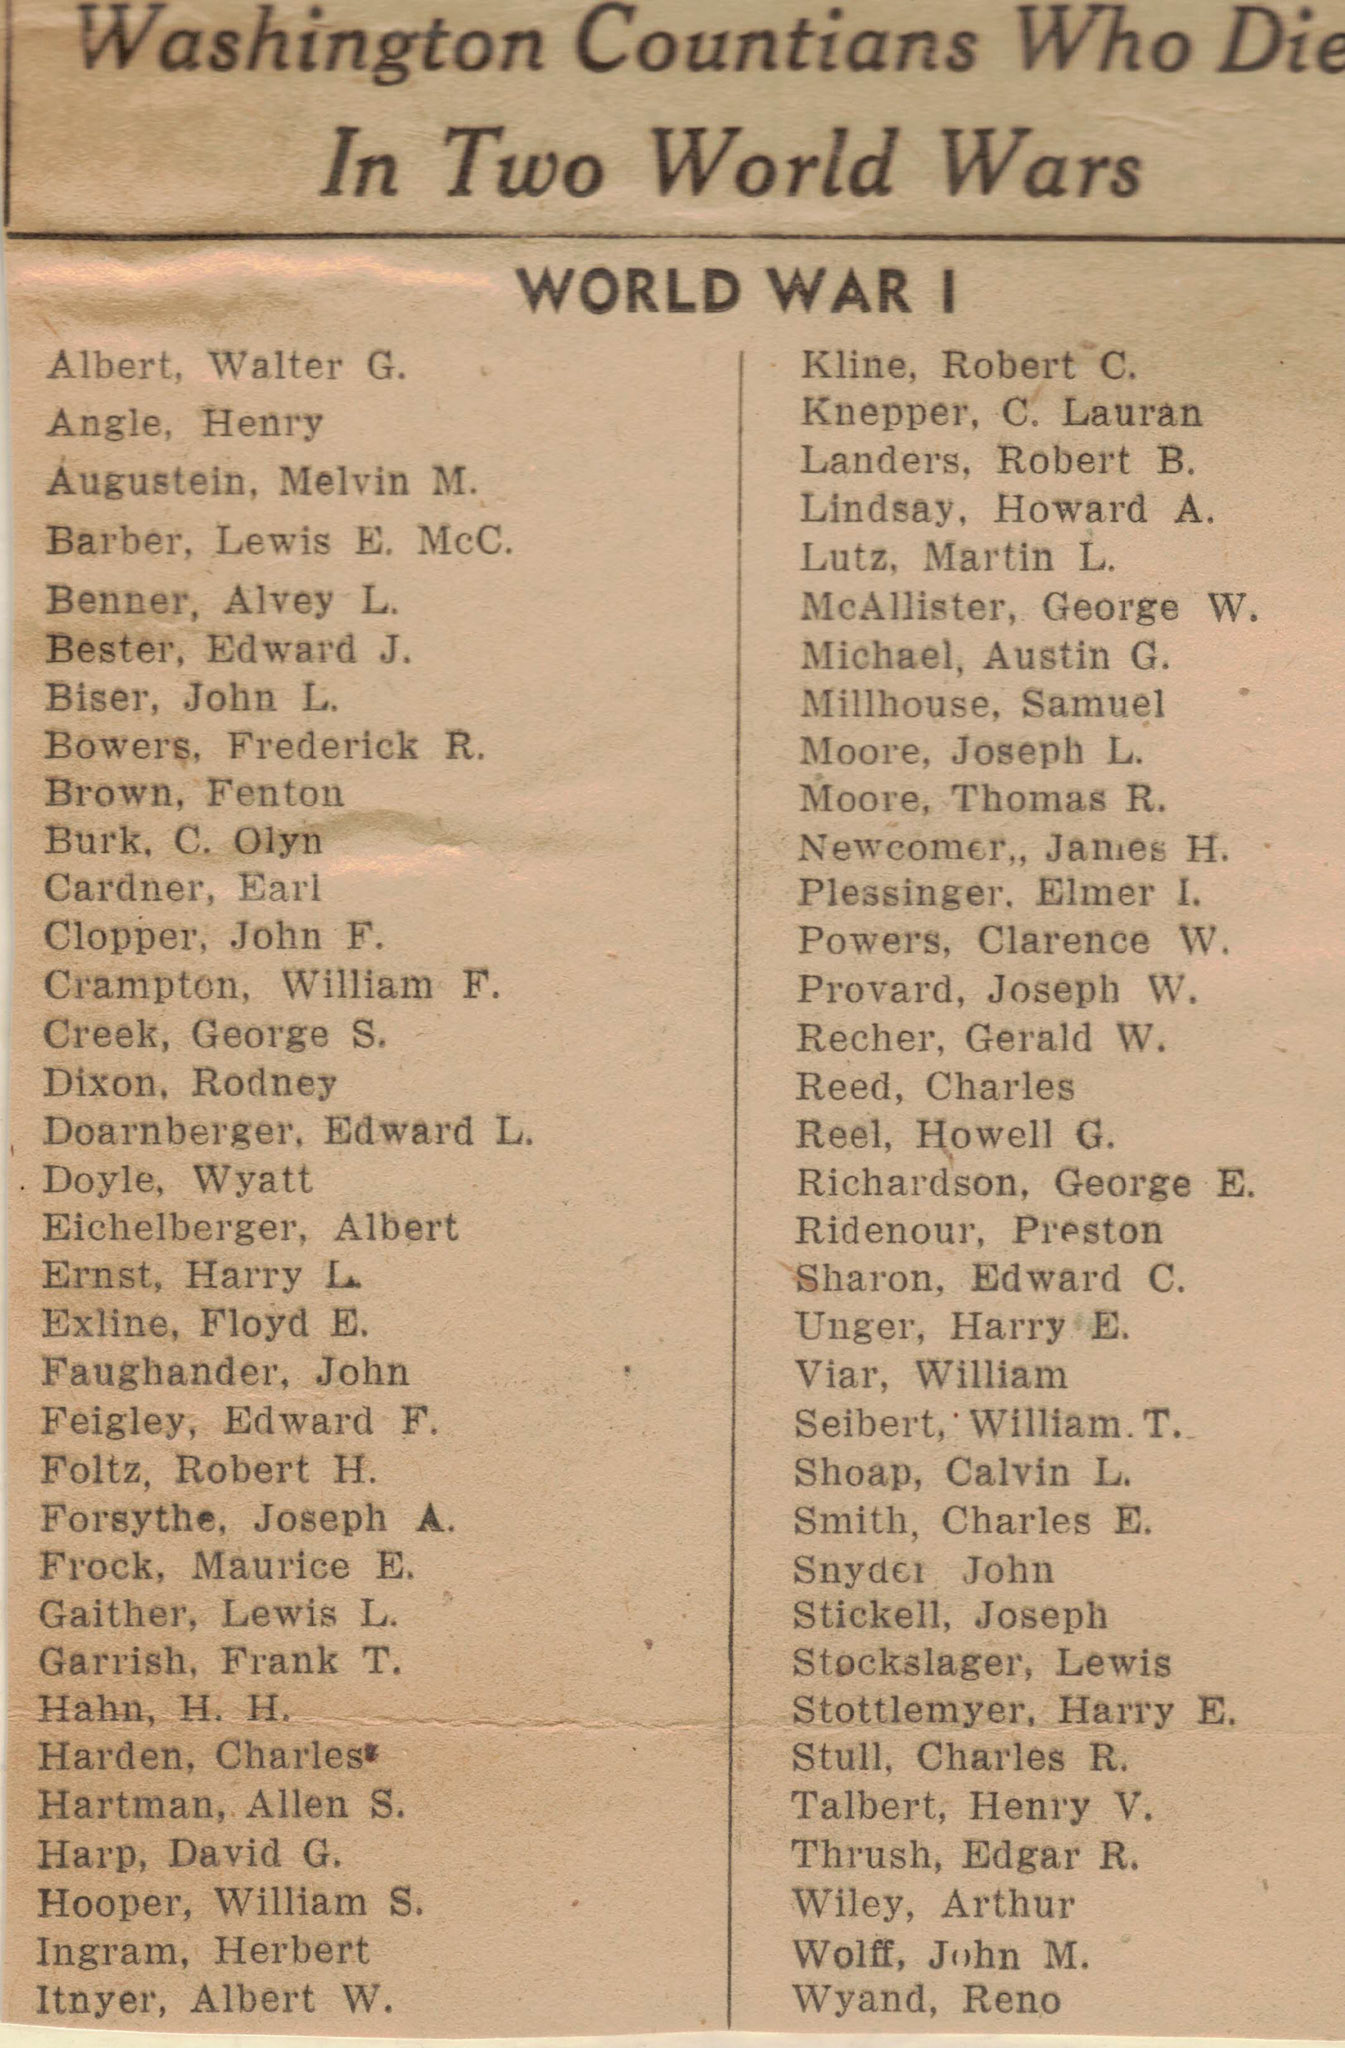 Washington Countians Who Die
In Two World Wars
WORLD WAR I
Albert, Walter G.
Angle, Henry
Augustein, Melvin M.
Barber, Lewis E. McC.
Benner, Alvey L.
Bester, Edward J.
Biser, John L.
Bowers, Frederick R.
Brown, Fenton
Burk, C. Olyn
Cardner, Earl
Clopper, John F.
Crampton, William F.
Creek, George S.
Dixon, Rodney
Doarnberger, Edward L.
Doyle, Wyatt
Eichelberger, Albert
Ernst, Harry L.
Exline, Floyd E.
Faughander, John
Feigley, Edward F.
Foltz, Robert H.
Forsythe, Joseph A.
Frock, Maurice E.
Gaither, Lewis L.
Garrish, Frank T.
Hahn, H. H.
Harden, Charles
Hartman, Allen S.
Harp, David G.
Hooper, William S.
Ingram, Herbert
Itnyer, Albert W.
Kline, Robert C.
Knepper, C. Lauran
Landers, Robert B.
Lindsay, Howard A.
Lutz, Martin L.
McAllister, George W.
Michael, Austin G.
Millhouse, Samuel
Moore, Joseph L.
Moore, Thomas R.
Newcomer,, James H.
Plessinger, Elmer I.
Powers, Clarence W.
Provard, Joseph W.
Recher, Gerald W.
Reed, Charles
Reel, Howell G.
Richardson, George E.
Ridenour, Preston
Sharon, Edward C.
Unger, Harry E.
Viar, William
Seibert, William T.
Shoap, Calvin L.
Smith, Charles E.
Snyder John
Stickell, Joseph
Stockslager, Lewis
Stottlemyer, Harry E.
Stull, Charles R.
Talbert, Henry V.
Thrush, Edgar R.
Wiley, Arthur
Wolff, John M.
Wyand, Reno